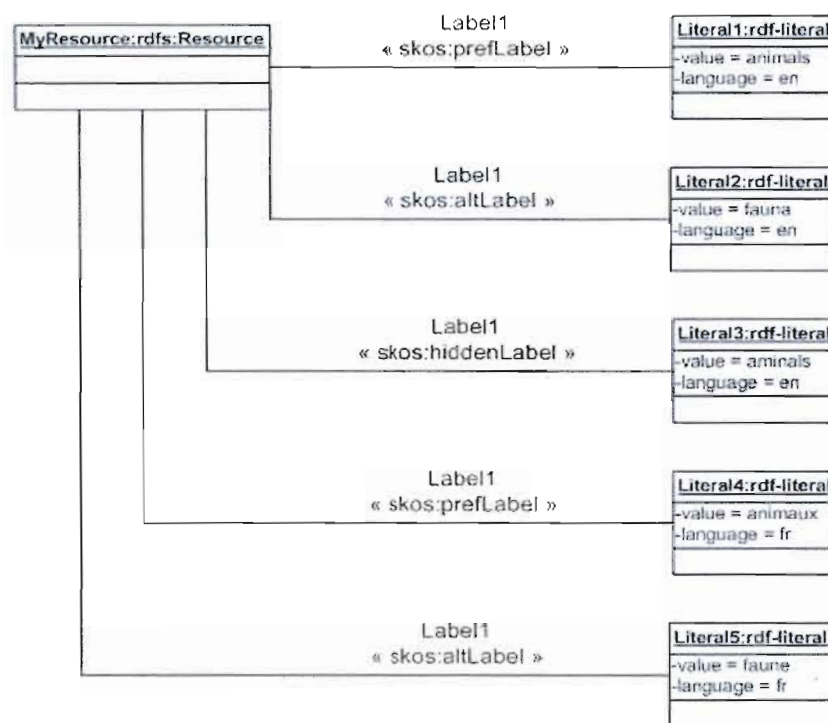 MyResource:rdfs:Resource
Label1
« skos:prefLabel »
Literal1:rdf-literal
-value = animals
-language = en
Label1
« skos:altLabel »
Literal2:rdf-literal
-value = fauna
-language = en
Label1
« skos:hiddenLabel »
Literal3:rdf-literal
-value = aminals
-language = en
Label1
« skos:prefLabel »
Literal4:rdf-literal
-value = animaux
-language = fr
Label1
« skos:altLabel »
Literal5:rdf-literal
-value = faune
-language = fr